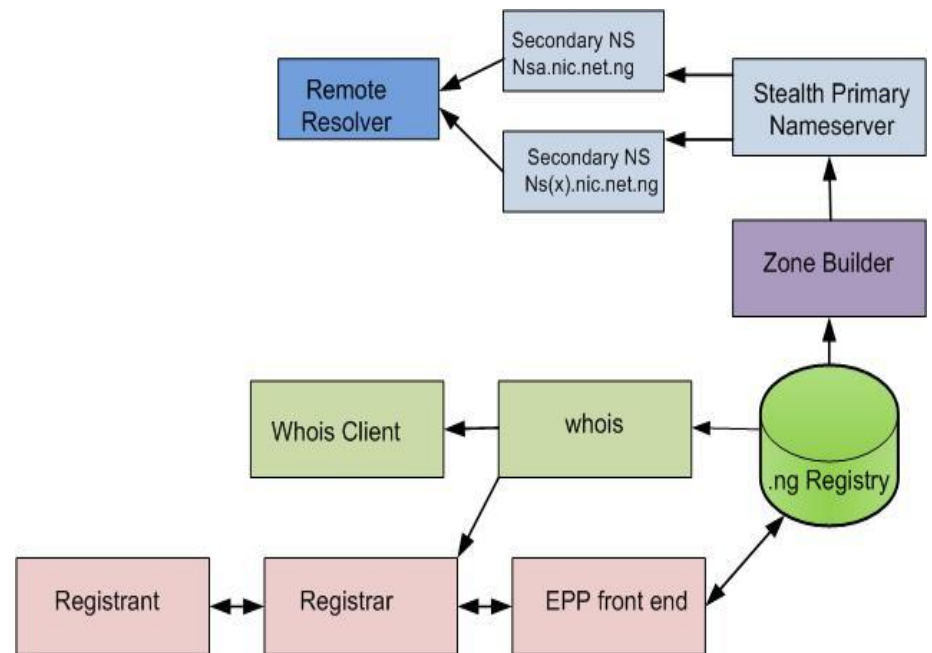 Secondary NS
Nsa.nic.net.ng
Remote
Resolver
Stealth Primary
Nameserver
Secondary NS
Ns(x).nic.net.ng
Zone Builder
Whois Client
whois
.ng Registry
Registrant
Registrar
EPP front end